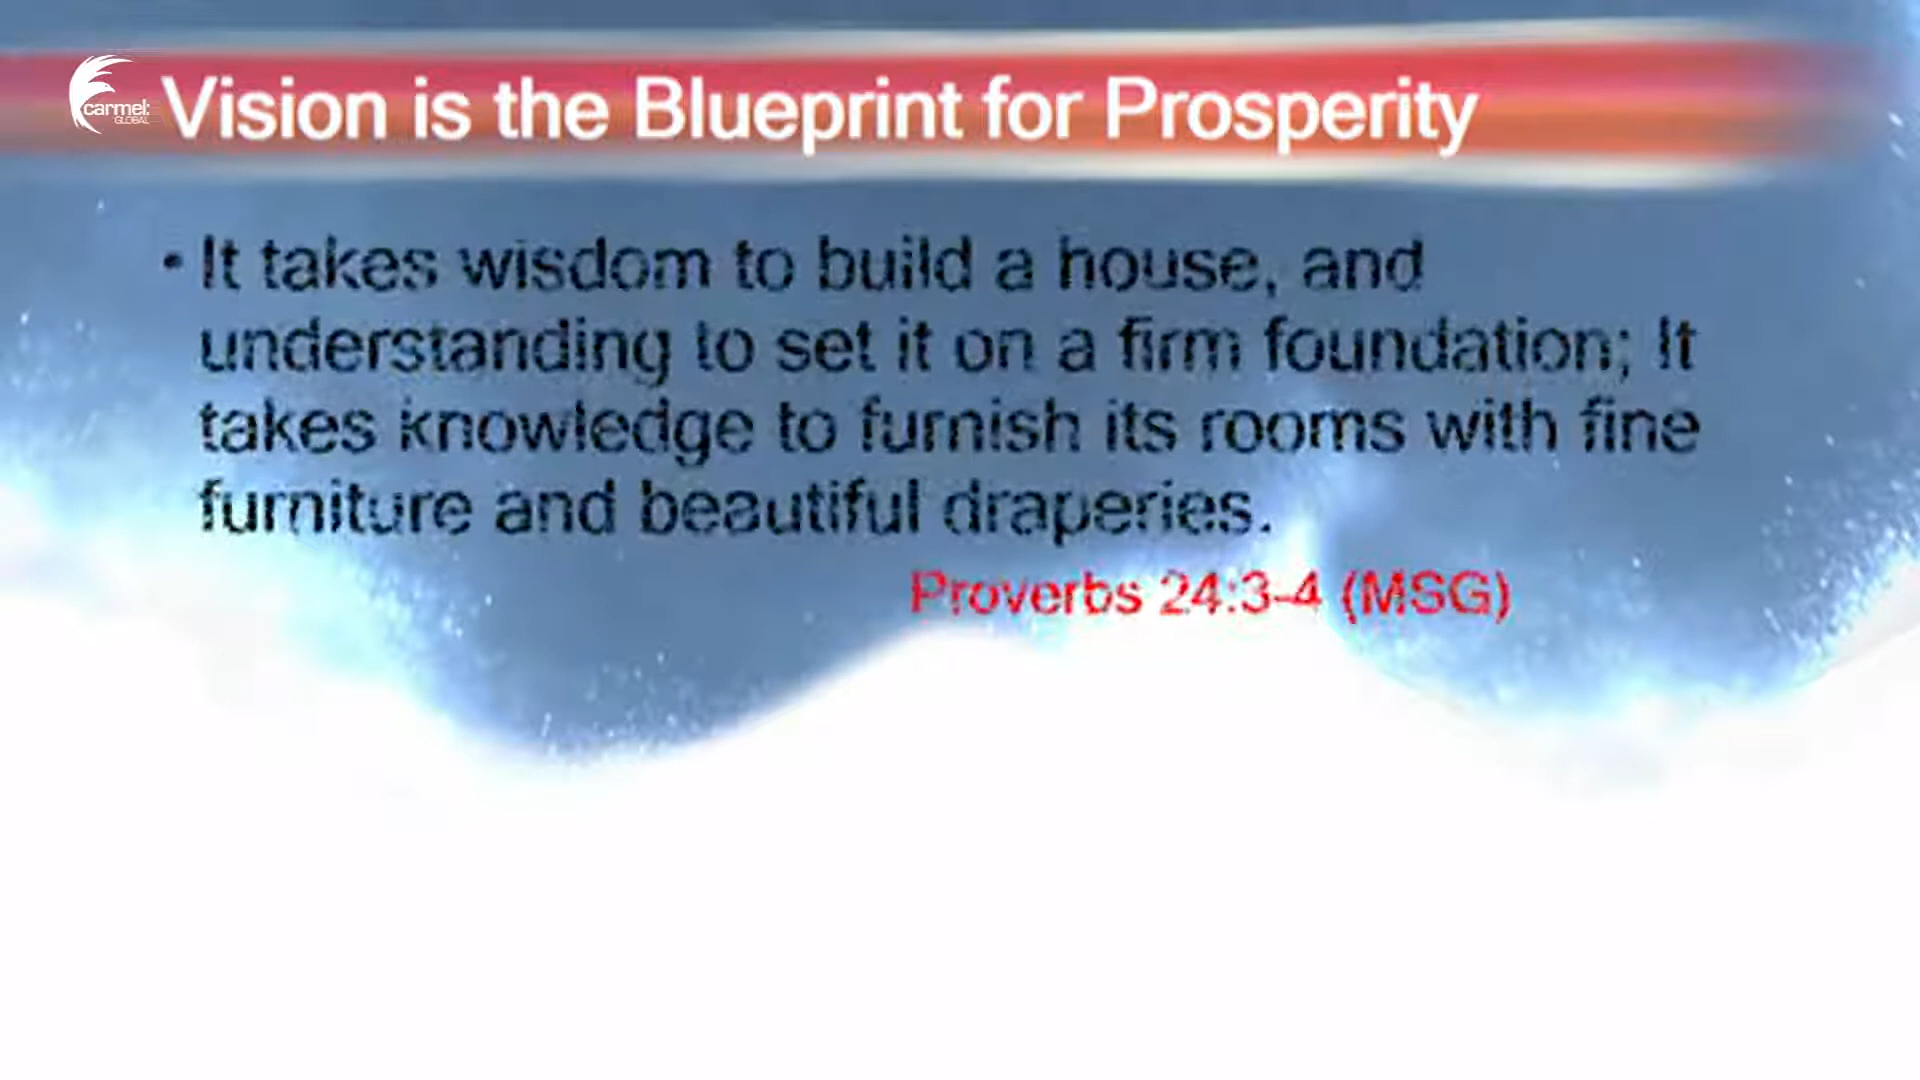 carmel:
GLOBAL
Vision is the Blueprint for Prosperity
• It takes wisdom to build a house, and
understanding to set it on a firm foundation; It
takes knowledge to furnish its rooms with fine
furniture and beautiful draperies.
Proverbs 24:3-4 (MSG)